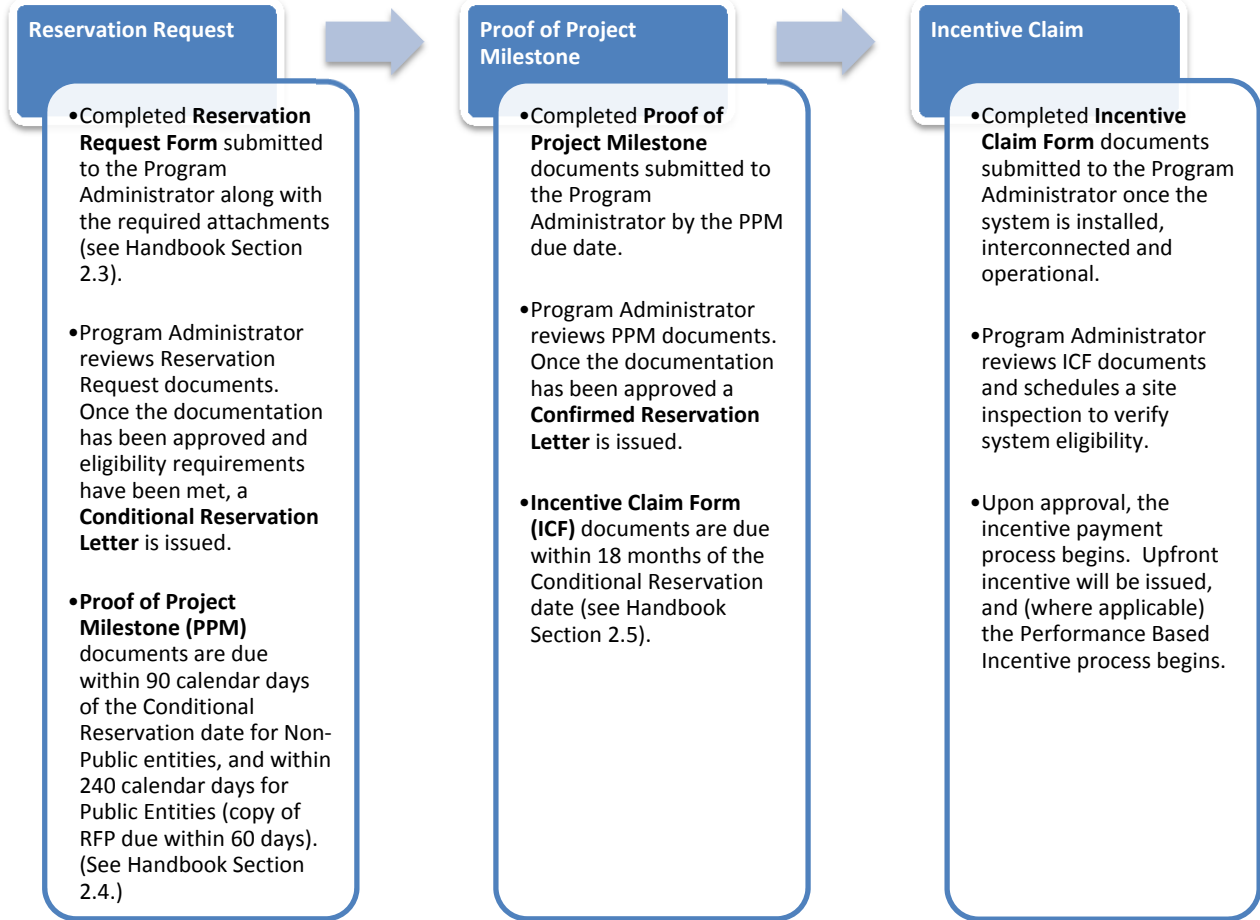 Reservation Request
•Completed Reservation
Request Form submitted
to the Program
Administrator along with
the required attachments
(see Handbook Section
2.3).
•Program Administrator
reviews Reservation
Request documents.
Once the documentation
has been approved and
eligibility requirements
have been met, a
Conditional Reservation
Letter is issued.
•Proof of Project
Milestone (PPM)
documents are due
within 90 calendar days
of the Conditional
Reservation date for Non-
Public entities, and within
240 calendar days for
Public Entities (copy of
RFP due within 60 days).
(See Handbook Section
2.4.)
Proof of Project
Milestone
•Completed Proof of
Project Milestone
documents submitted to
the Program
Administrator by the PPM
due date.
•Program Administrator
reviews PPM documents.
Once the documentation
has been approved a
Confirmed Reservation
Letter is issued.
•Incentive Claim Form
(ICF) documents are due
within 18 months of the
Conditional Reservation
date (see Handbook
Section 2.5).
Incentive Claim
•Completed Incentive
Claim Form documents
submitted to the Program
Administrator once the
system is installed,
interconnected and
operational.
•Program Administrator
reviews ICF documents
and schedules a site
inspection to verify
system eligibility.
•Upon approval, the
incentive payment
process begins.  Upfront
incentive will be issued,
and (where applicable)
the Performance Based
Incentive process begins.